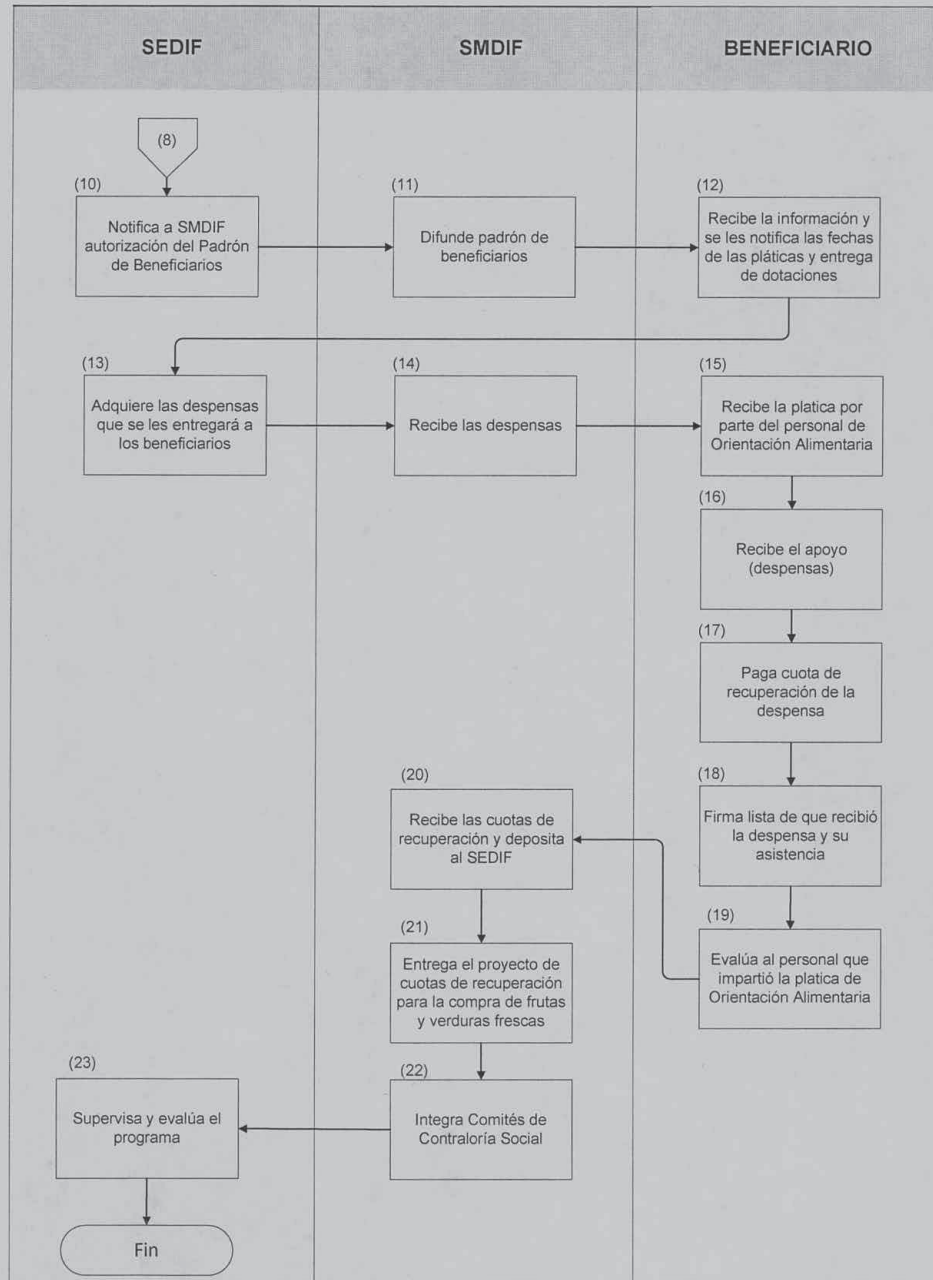 SEDIF
SMDIF
BENEFICIARIO
(8)
(10)
Notifica a SMDIF
autorización del Padrón
de Beneficiarios
(11)
Difunde padrón de
beneficiarios
(12)
Recibe la información y
se les notifica las fechas
de las pláticas y entrega
de dotaciones
(13)
Adquiere las despensas
que se les entregará a
los beneficiarios
(14)
Recibe las despensas
(15)
Recibe la platica por
parte del personal de
Orientación Alimentaria
(16)
Recibe el apoyo
(despensas)
(17)
Paga cuota de
recuperación de la
despensa
(18)
Firma lista de que recibió
la despensa y su
asistencia
(19)
Evalúa al personal que
impartió la platica de
Orientación Alimentaria
(20)
Recibe las cuotas de
recuperación y deposita
al SEDIF
(21)
Entrega el proyecto de
cuotas de recuperación
para la compra de frutas
y verduras frescas
(22)
Integra Comités de
Contraloría Social
(23)
Supervisa y evalúa el
programa
Fin